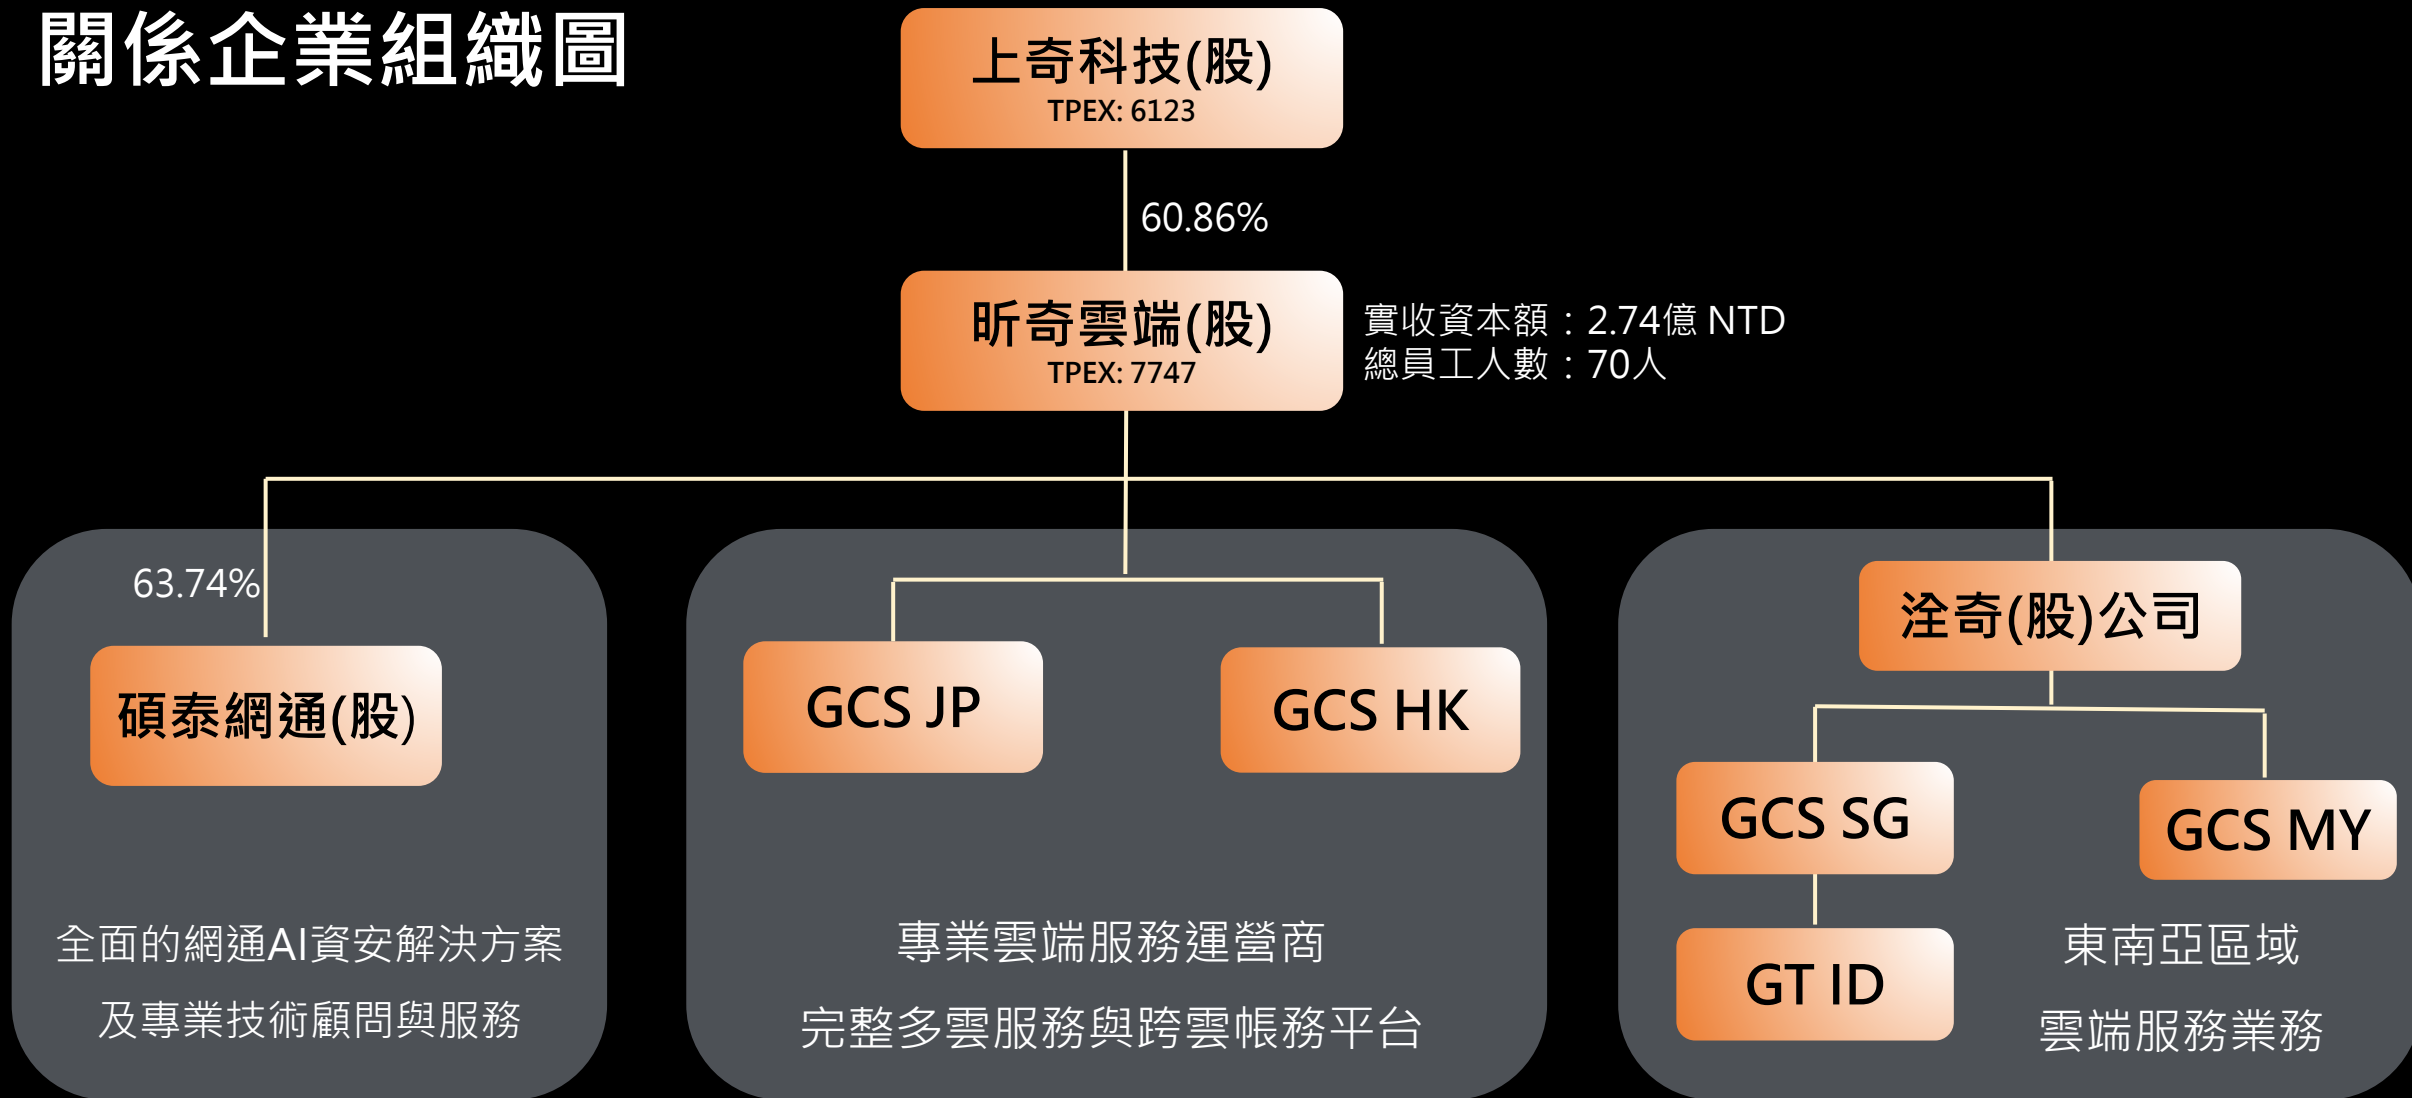 關係企業組織圖
上奇科技(股)
TPEX: 6123
60.86%
昕奇雲端(股)
TPEX: 7747
實收資本額：2.74億 NTD
總員工人數：70人
63.74%
碩泰網通(股)
全面的網通AI資安解決方案
及專業技術顧問與服務
GCS JP
GCS HK
專業雲端服務運營商
完整多雲服務與跨雲帳務平台
淦奇(股)公司
GCS SG
GCS MY
GT ID
東南亞區域
雲端服務業務